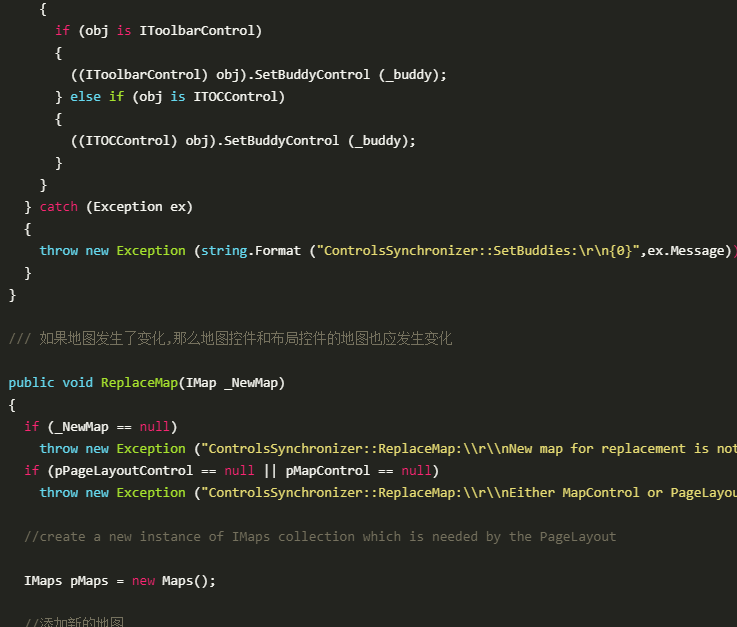 {
if (obj is IToolbarControl)
{
((IToolbarControl) obj).SetBuddyControl (_buddy);
} else if (obj is ITOCControl)
{
((ITOCControl) obj).SetBuddyControl (_buddy);
}
}
} catch (Exception ex)
{
throw new Exception (string.Format ("ControlsSynchronizer::SetBuddies:\r\n{0}",ex.Message))
}
}
/// 如果地图发生了变化,那么地图控件和布局控件的地图也应发生变化
public void ReplaceMap(IMap _NewMap)
{
if (_NewMap == null)
throw new Exception ("ControlsSynchronizer::ReplaceMap:\\r\\nNew map for replacement is not
if (pPageLayoutControl == null || pMapControl == null)
throw new Exception ("ControlsSynchronizer::ReplaceMap:\\r\\nEither MapControl or PageLayou
//create a new instance of IMaps collection which is needed by the PageLayout
IMaps pMaps = new Maps();
//添加新的地图